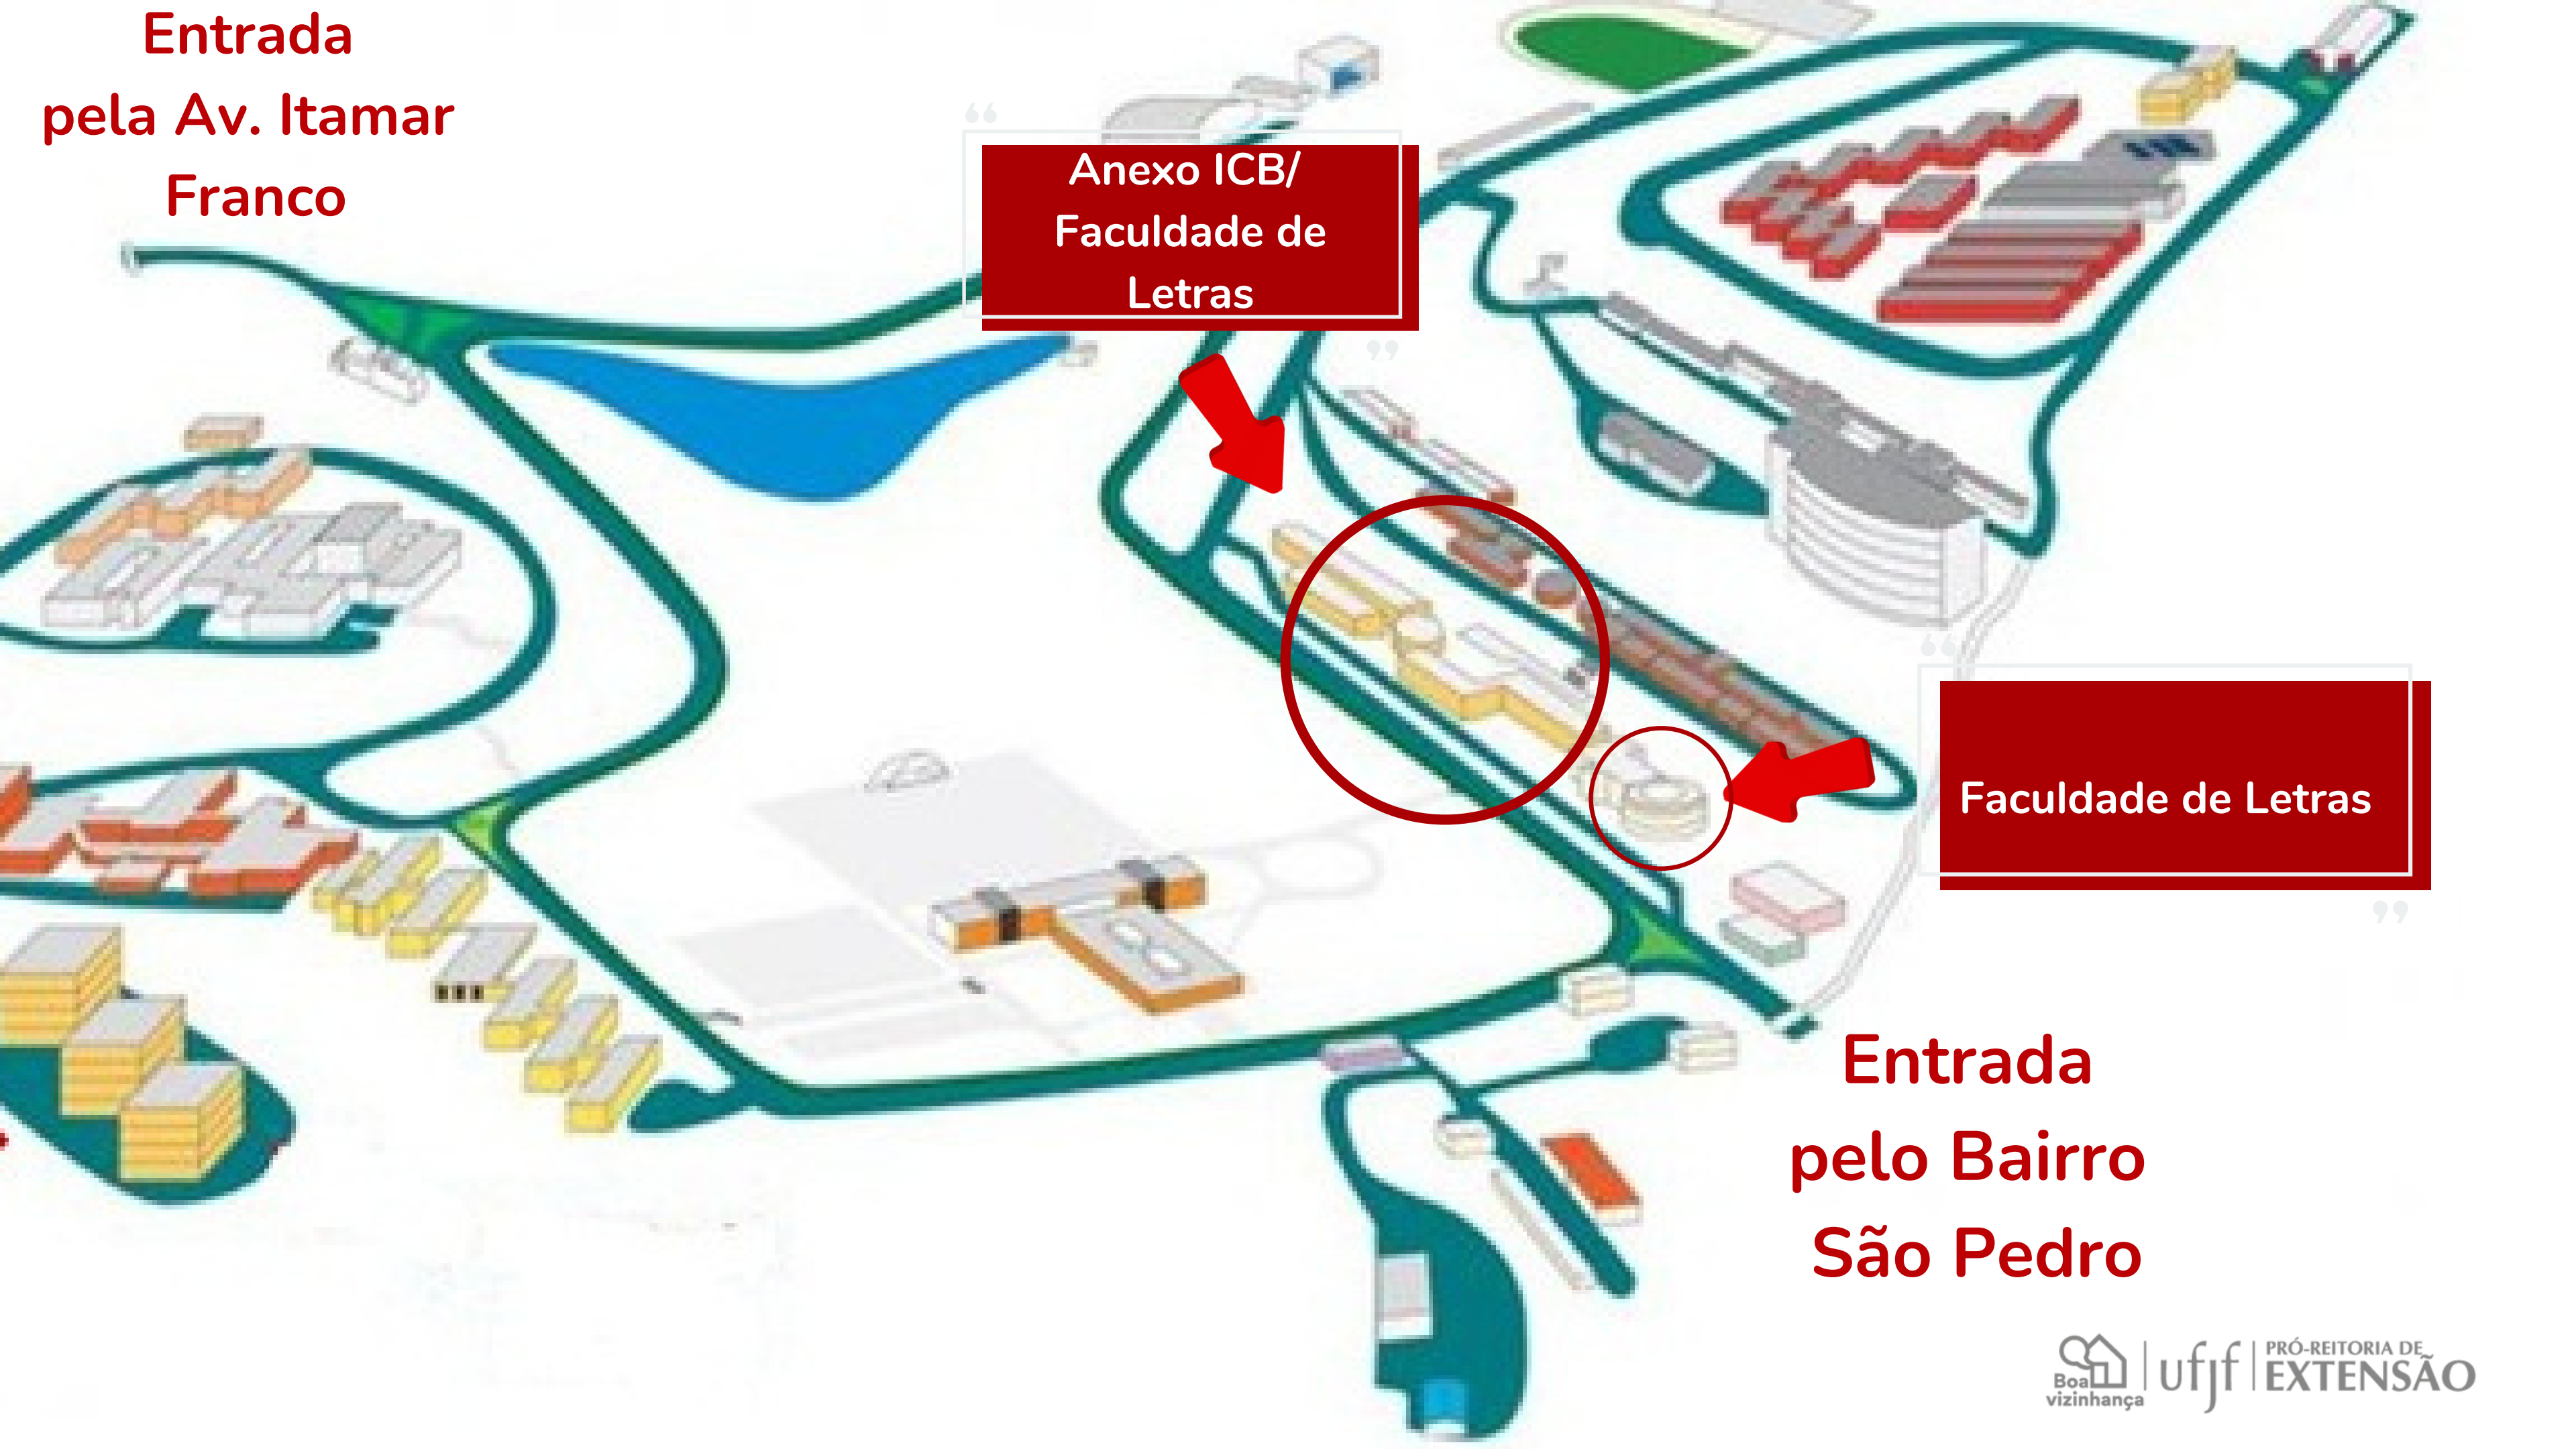 Entrada
pela Av. Itamar
Franco
Anexo ICB/
Faculdade de
Letras
Faculdade de Letras
Entrada
pelo Bairro
São Pedro
Boa
vizinhança
ufjf
PRÓ-REITORIA DE
EXTENSÃO